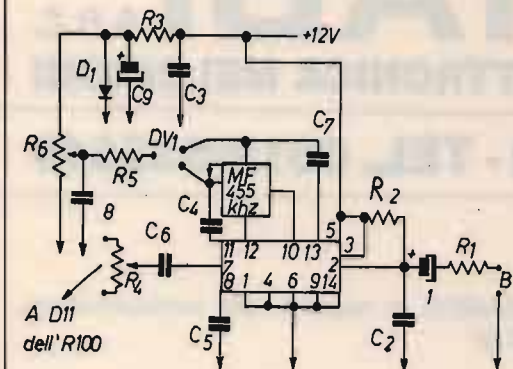 R3
+12V
D1
+
C9
C3
C7
DV1
R6
R5
MF
455
khz
R2
8
C4
C6
11 12 10 13 5
3
7
2
+
R1
R4
8 1 4 6 9 14
1
B
A D11
dell'R100
C5
C2